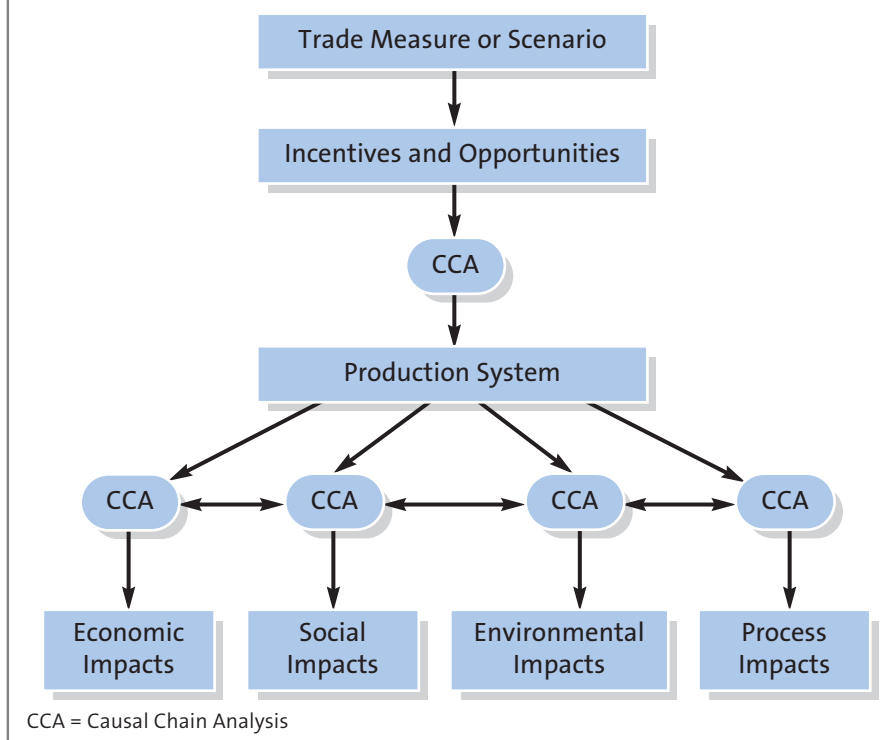 Trade Measure or Scenario
Incentives and Opportunities
CCA
Production System
CCA
CCA
CCA
CCA
Economic
Impacts
Social
Impacts
Environmental
Impacts
Process
Impacts
CCA = Causal Chain Analysis